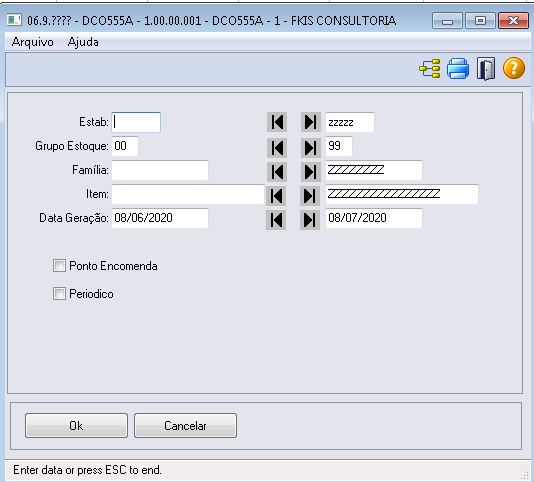 06.9.???? - DCO555A - 1.00.00.001 - DCO555A - 1 - FKIS CONSULTORIA
Arquivo Ajuda
Estab: zzzzz
Grupo Estoque: 00 99
Família: ZZZZZZZZ
Item: ZZZZZZZZZZZZZZZZ
Data Geração: 08/06/2020 08/07/2020
Ponto Encomenda
Periodico
Ok Cancelar
Enter data or press ESC to end.